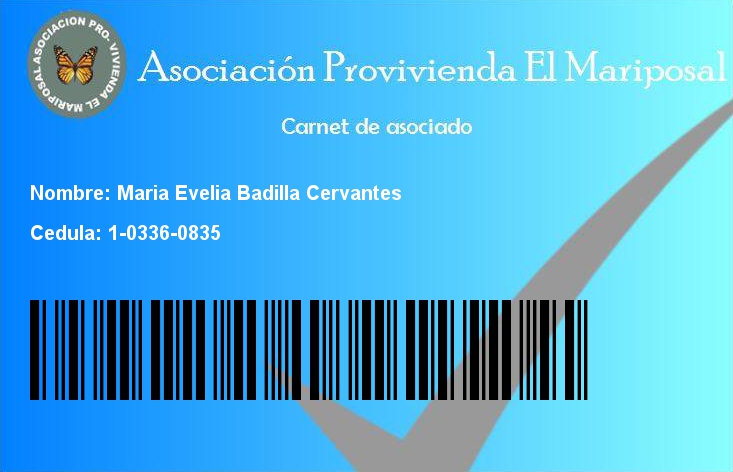 ASOCIACION PRO. VIVIENDA EL MARIPOSAL
Asociación Provivienda El Mariposal
Carnet de asociado
Nombre: Maria Evelia Badilla Cervantes
Cedula: 1-0336-0835